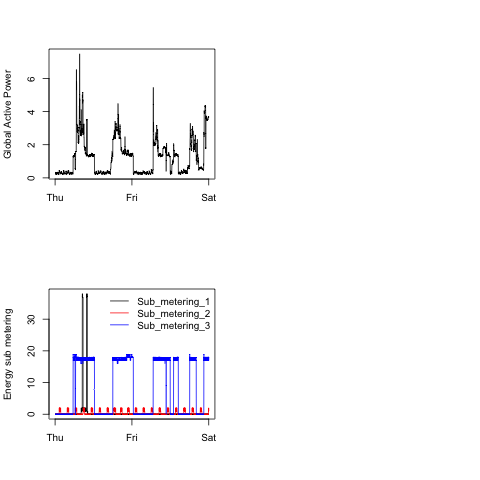 Global Active Power
6
4
2
0
Thu Fri Sat
Energy sub metering
30
20
10
0
Sub_metering_1
Sub_metering_2
Sub_metering_3
Thu Fri Sat